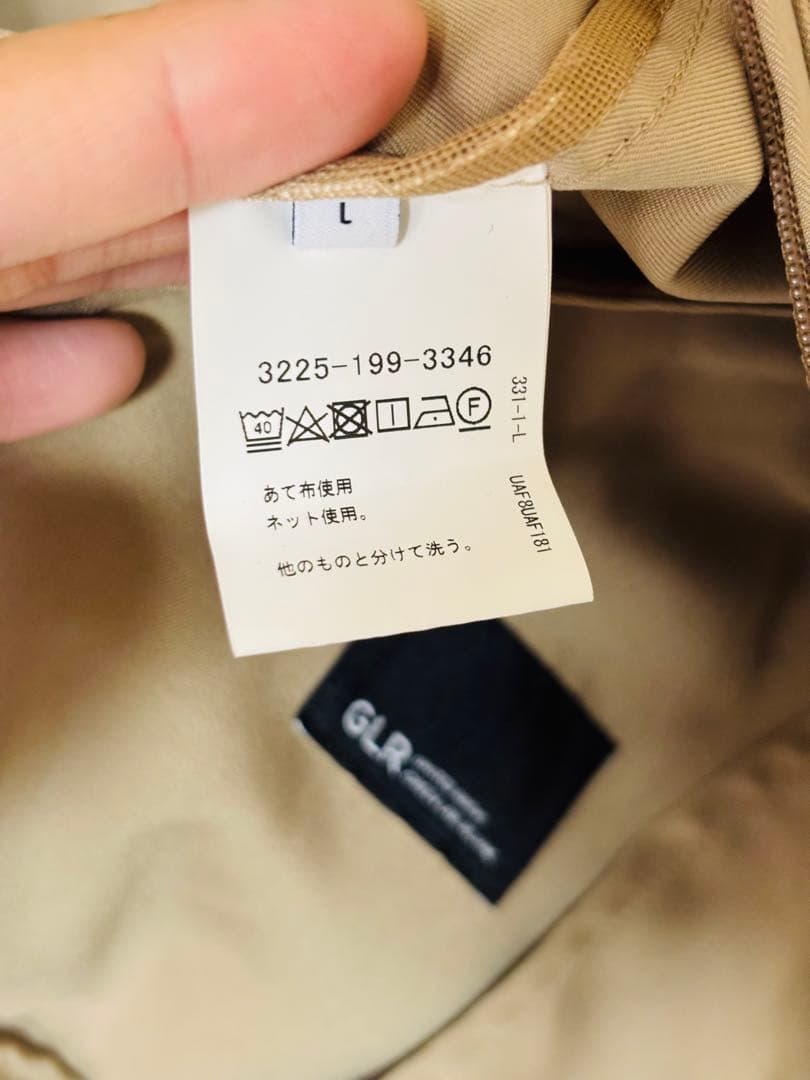 L
3225-199-3346
40 F
あて布使用
ネット使用。
他のものと分けて洗う。
331-1-L
UAF8UAF181
GLR